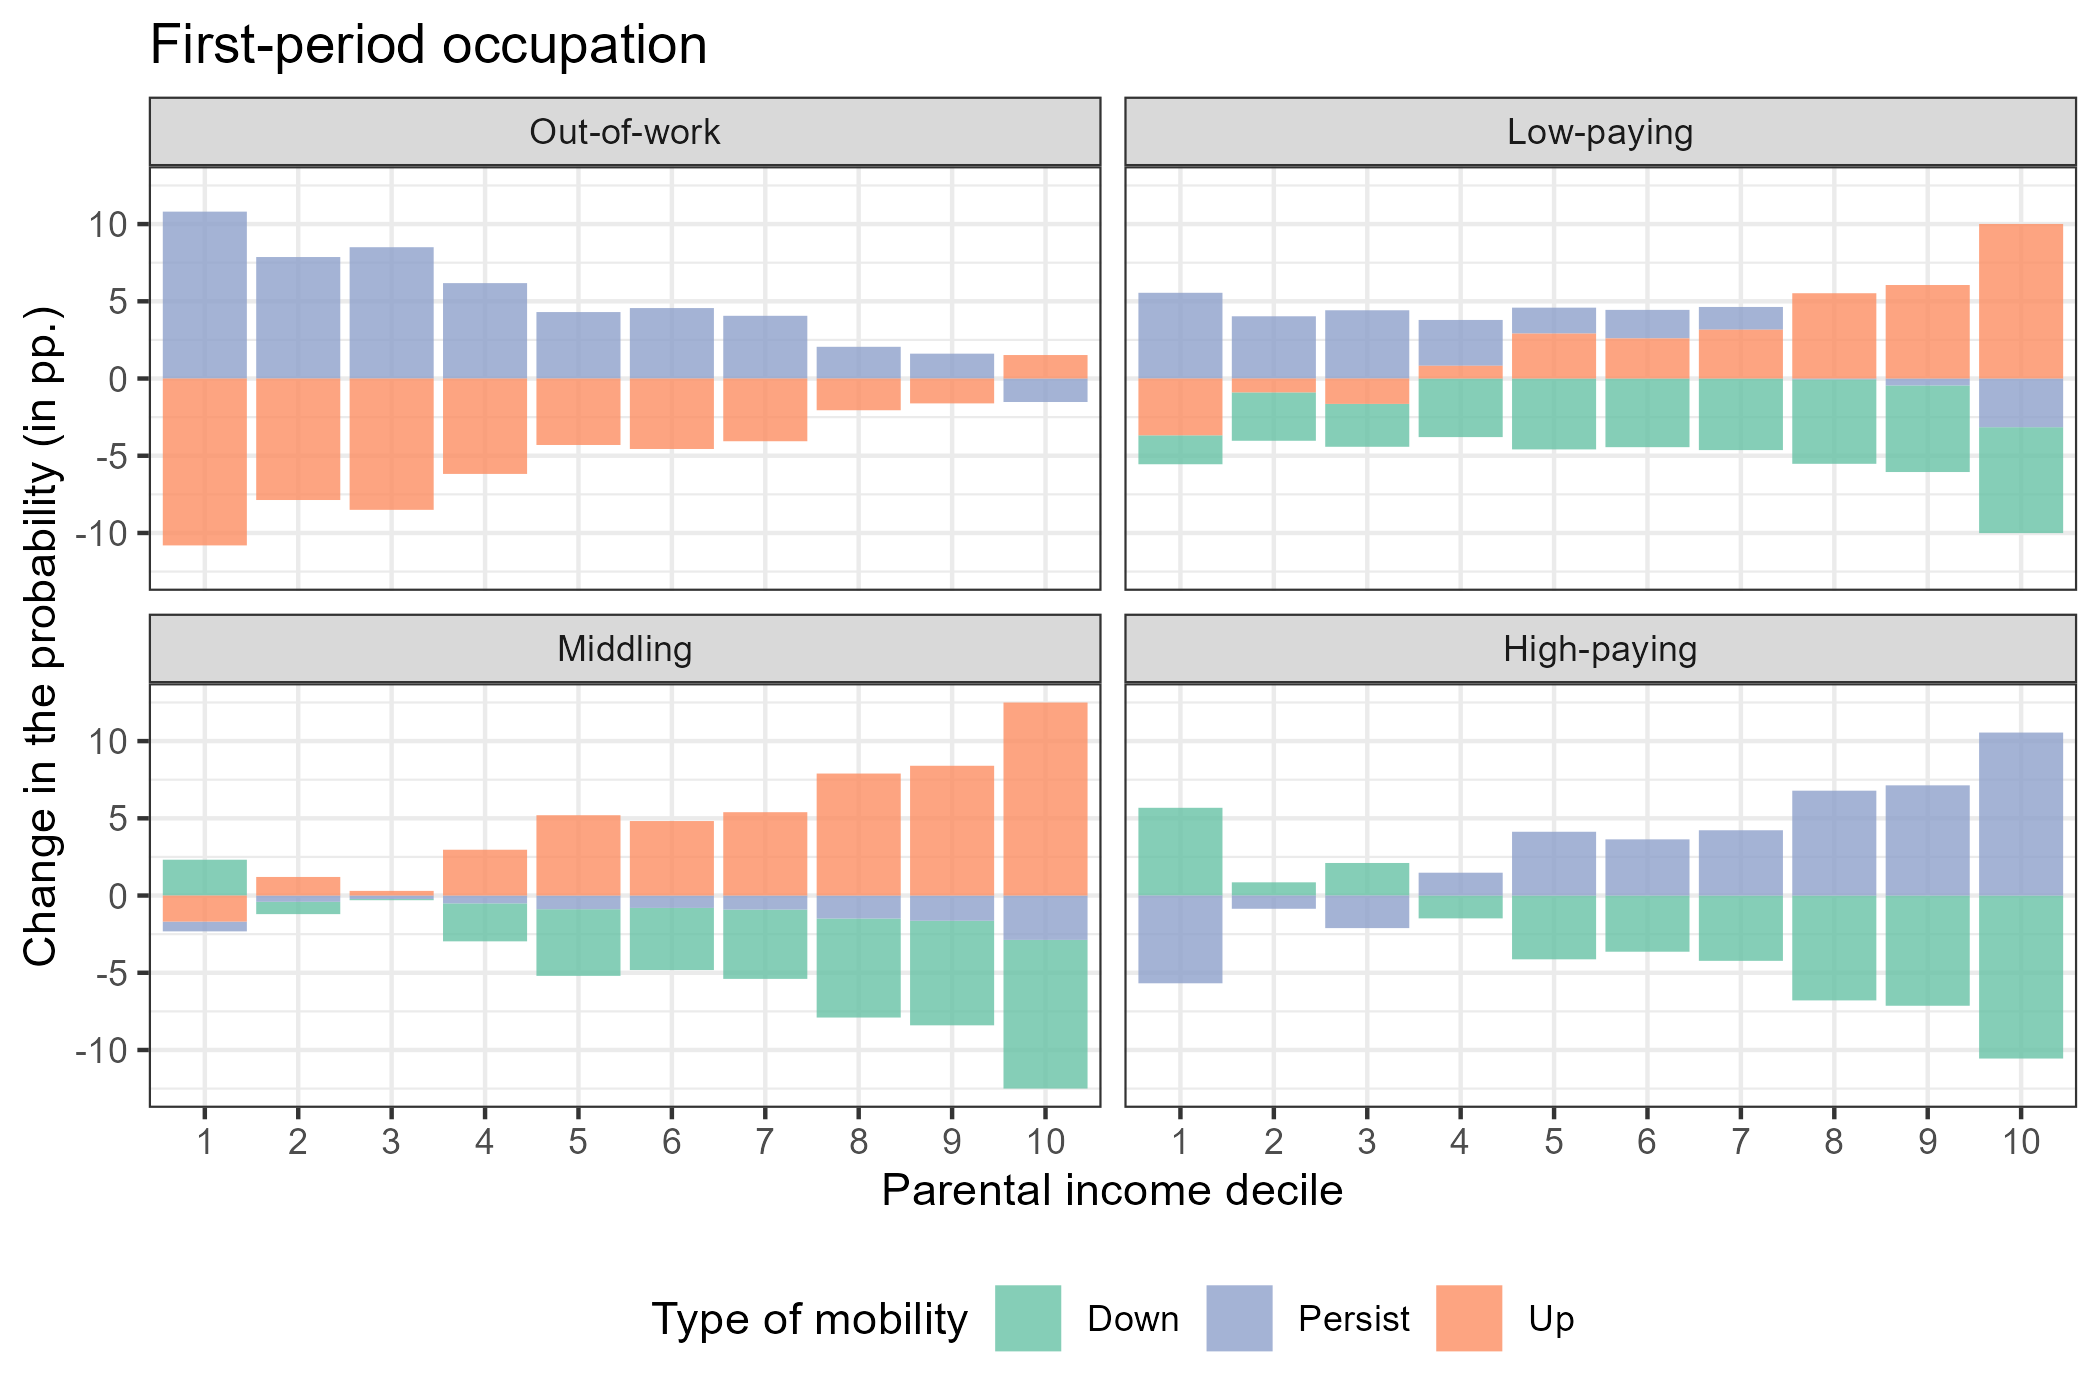 First-period occupation
Out-of-work
Low-paying
10
5
0
-5
-10
Middling
High-paying
10
5
0
-5
-10
Change in the probability (in pp.)
1 2 3 4 5 6 7 8 9 10
1 2 3 4 5 6 7 8 9 10
Parental income decile
Type of mobility Down Persist Up